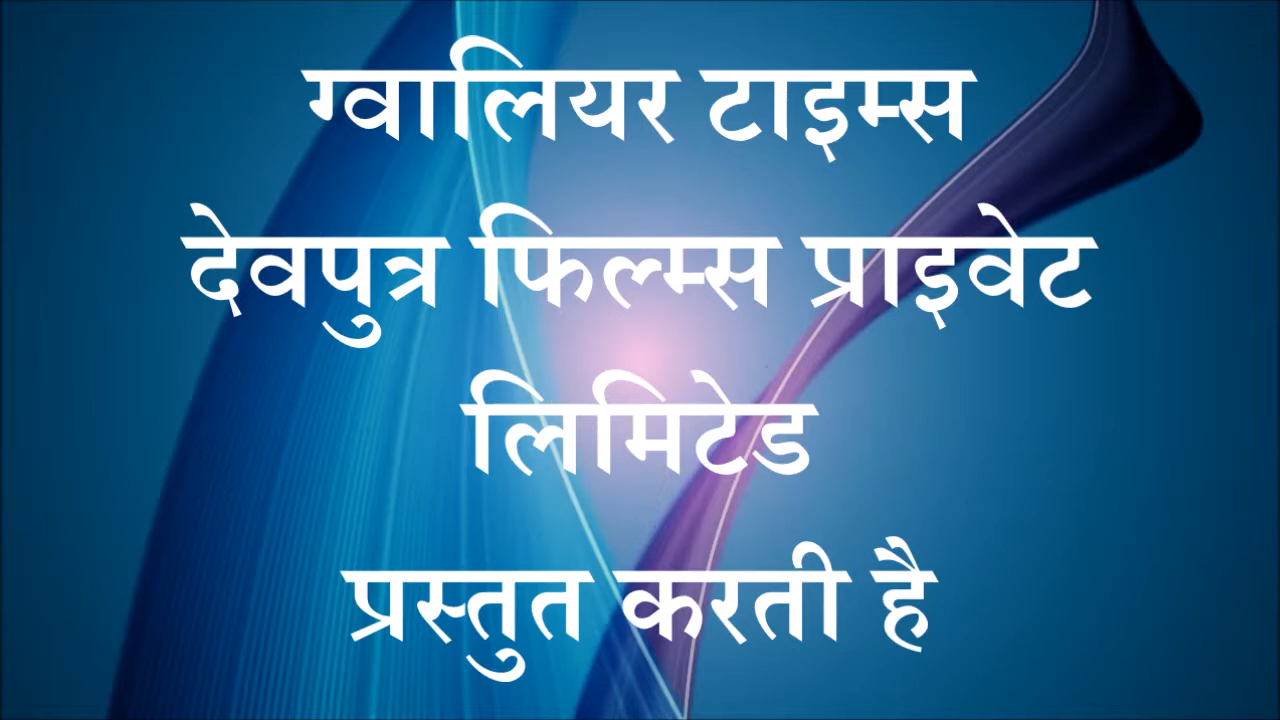 ग्वालियर टाइम्स
देवपुत्र फिल्म्स प्राइवेट
लिमिटेड
प्रस्तुत करती है